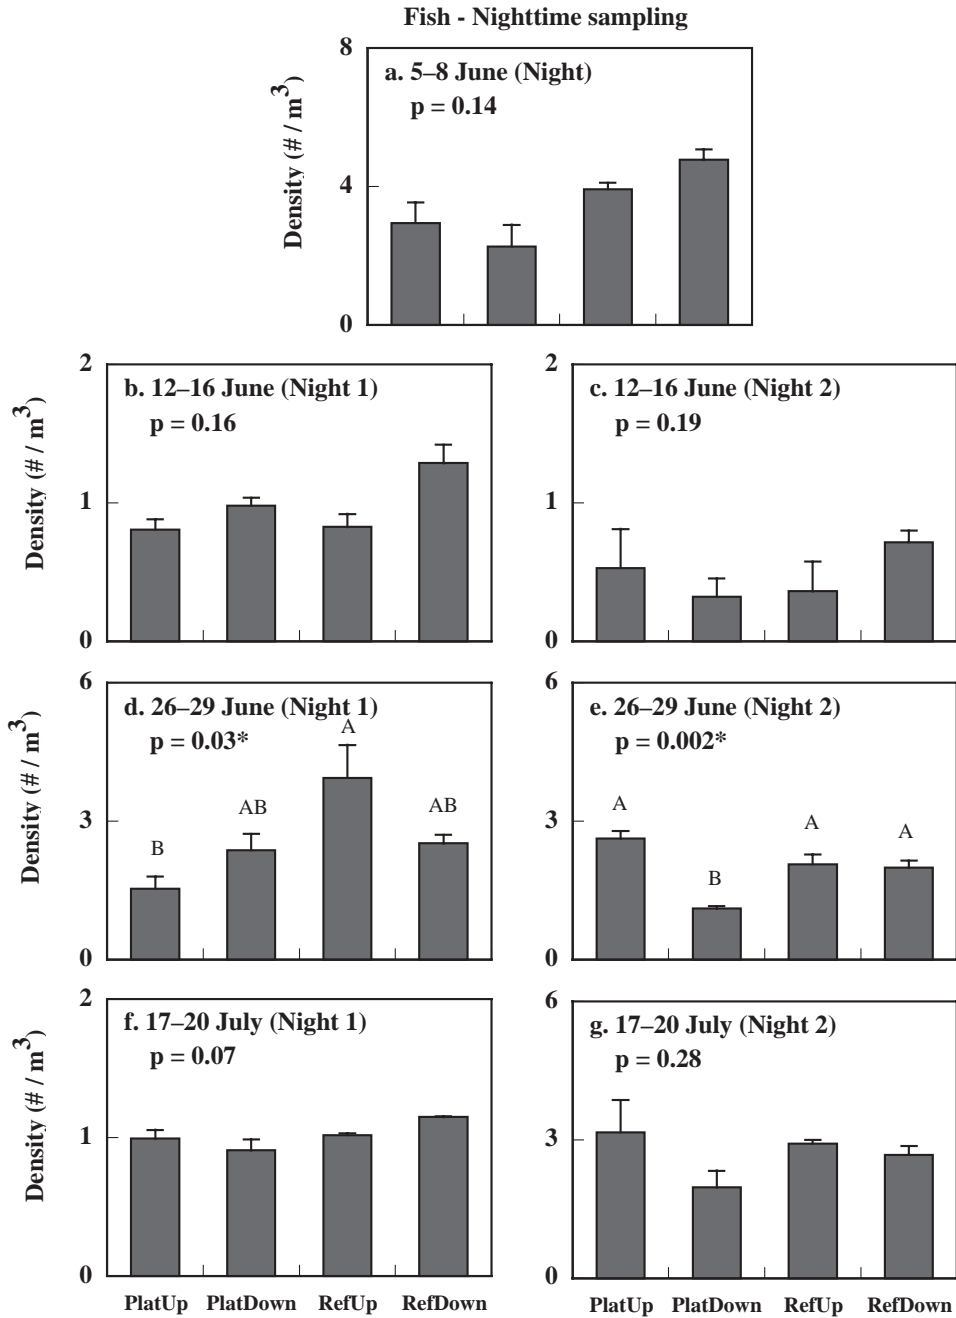 Fish - Nighttime sampling
8
a. 5–8 June (Night)
p = 0.14
Density (# / m3)
4
0
2
b. 12–16 June (Night 1)
p = 0.16
Density (# / m3)
1
0
2
c. 12–16 June (Night 2)
p = 0.19
1
0
6
d. 26–29 June (Night 1)
p = 0.03*
A
Density (# / m3)
AB
AB
3
B
0
6
e. 26–29 June (Night 2)
p = 0.002*
A
A
A
3
B
0
2
f. 17–20 July (Night 1)
p = 0.07
Density (# / m3)
1
0
PlatUp PlatDown RefUp RefDown
6
g. 17–20 July (Night 2)
p = 0.28
3
0
PlatUp PlatDown RefUp RefDown